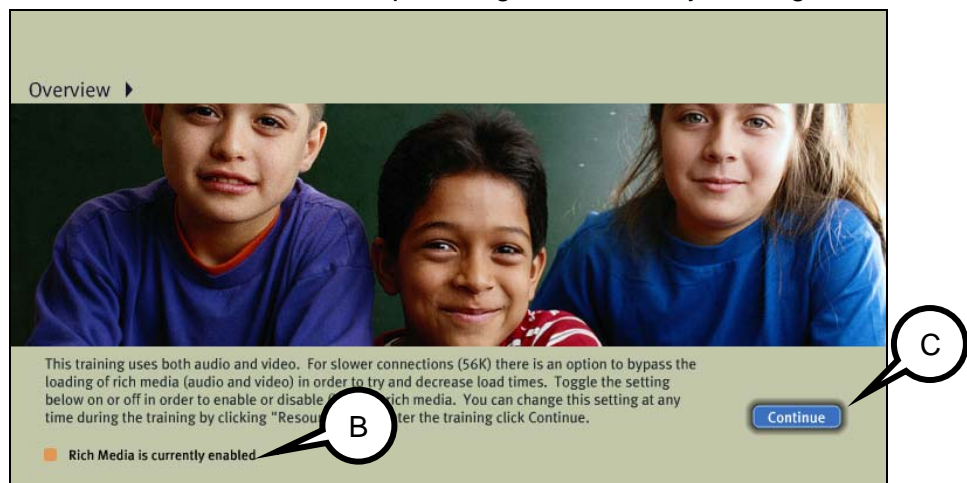 Overview
This training uses both audio and video. For slower connections (56K) there is an option to bypass the
loading of rich media (audio and video) in order to try and decrease load times. Toggle the setting
below on or off in order to enable or disable rich media. You can change this setting at any
time during the training by clicking "Resour ter the training click Continue.
Rich Media is currently enabled
Continue
B
C